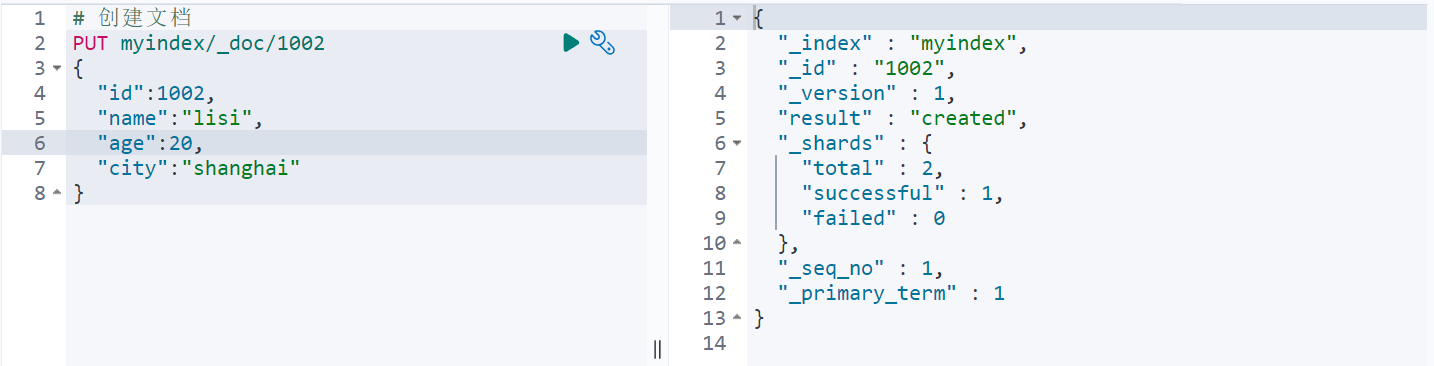 1 # 创建文档
2 PUT myindex/_doc/1002
3 {
4 "id":1002,
5 "name":"lisi",
6 "age":20,
7 "city":"shanghai"
8 }
1 {
2 "_index" : "myindex",
3 "_id" : "1002",
4 "_version" : 1,
5 "result" : "created",
6 "_shards" : {
7 "total" : 2,
8 "successful" : 1,
9 "failed" : 0
10 },
11 "_seq_no" : 1,
12 "_primary_term" : 1
13 }
14